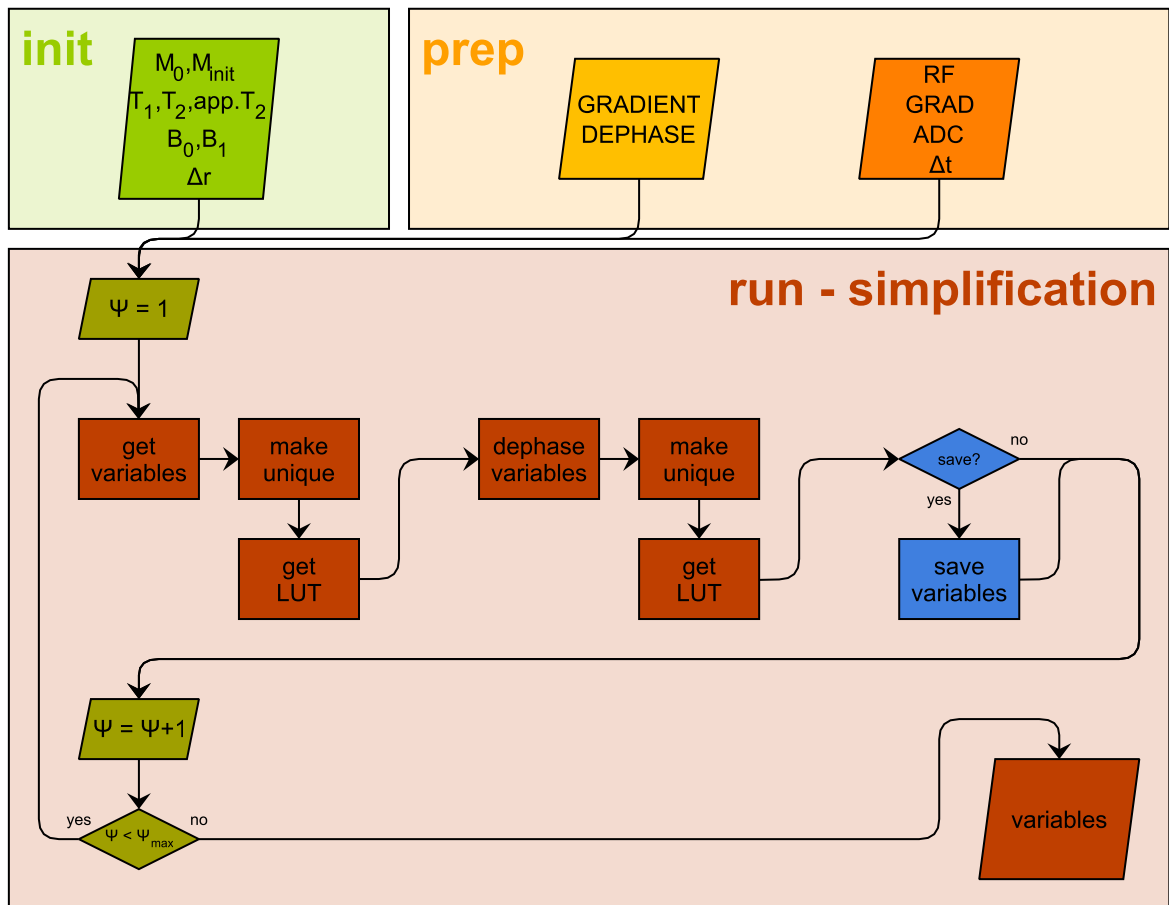 init
M₀,Mᵢₙᵢₜ
T₁,T₂,app.T₂
B₀,B₁
Δr
prep
GRADIENT
DEPHASE
RF
GRAD
ADC
Δt
run - simplification
Ψ = 1
get
variables
make
unique
get
LUT
dephase
variables
make
unique
get
LUT
save?
no
yes
save
variables
Ψ = Ψ+1
yes
Ψ < Ψmax
no
variables